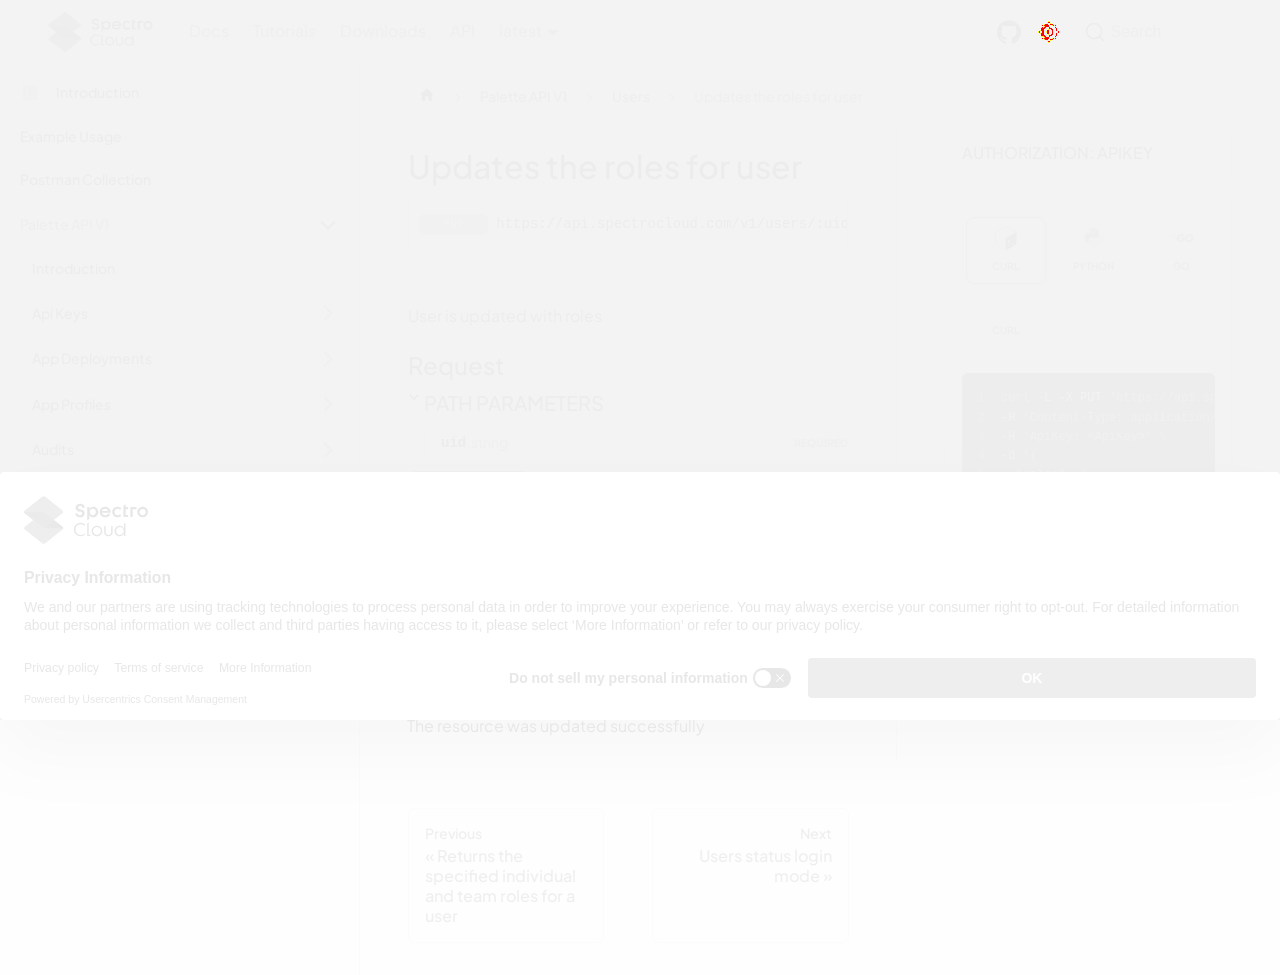 Spectro
Cloud
Docs Tutorials Downloads API latest
Search
Introduction
Example Usage
Postman Collection
Palette API V1
Introduction
Api Keys
App Deployments
App Profiles
Audits
Palette API V1
Users
Updates the roles for user
Updates the roles for user
https://api.spectrocloud.com/v1/users/:uid
User is updated with roles
Request
PATH PARAMETERS
uid string REQUIRED
AUTHORIZATION: APIKEY
CURL PYTHON GO
CURL
Spectro
Cloud
Privacy Information
We and our partners are using tracking technologies to process personal data in order to improve your experience. You may always exercise your consumer right to opt-out. For detailed information
about personal information we collect and third parties having access to it, please select ‘More Information’ or refer to our privacy policy.
Privacy policy Terms of service More Information
Do not sell my personal information
OK
Powered by Usercentrics Consent Management
The resource was updated successfully
Previous
« Returns the
specified individual
and team roles for a
user
Next
Users status login
mode »